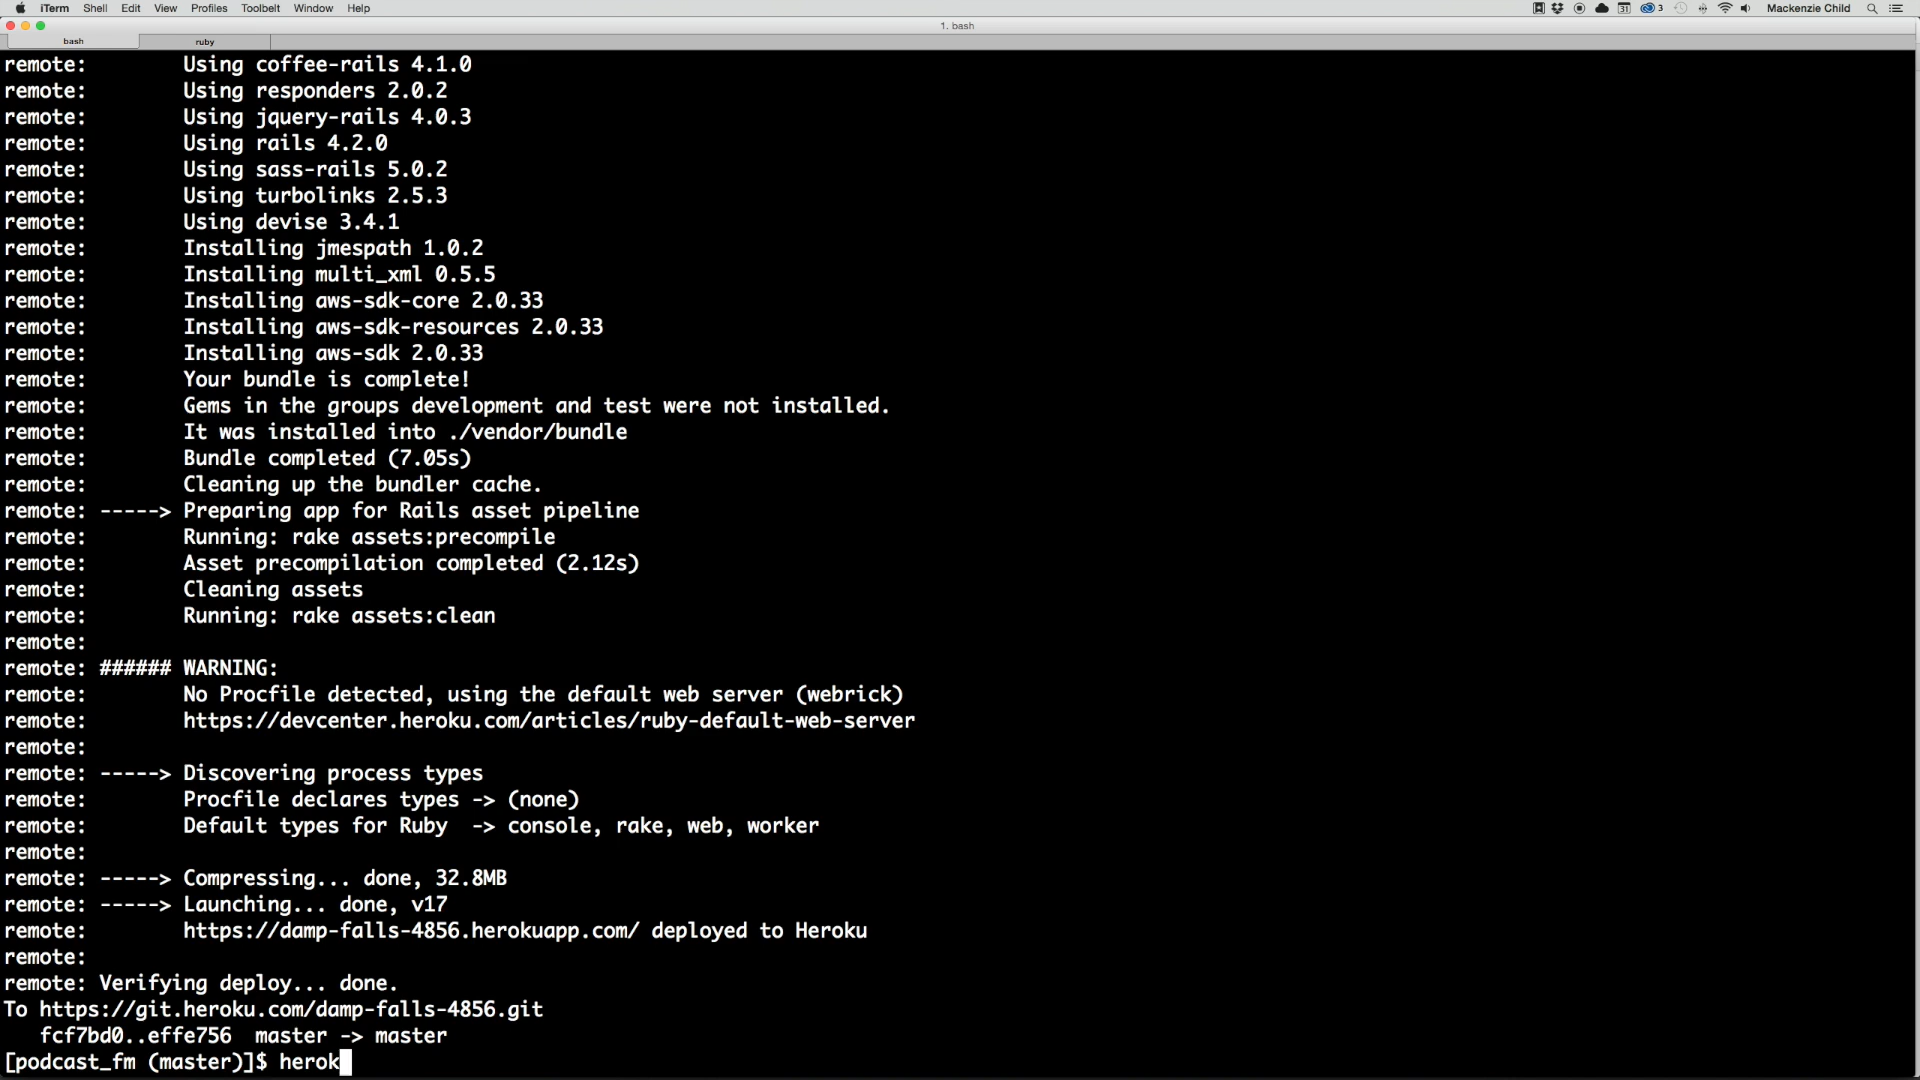 iTerm Shell Edit View Profiles Toolbelt Window Help 31 3 Mackenzie Child
1. bash
bash ruby
remote: Using coffee-rails 4.1.0
remote: Using responders 2.0.2
remote: Using jquery-rails 4.0.3
remote: Using rails 4.2.0
remote: Using sass-rails 5.0.2
remote: Using turbolinks 2.5.3
remote: Using devise 3.4.1
remote: Installing jmespath 1.0.2
remote: Installing multi_xml 0.5.5
remote: Installing aws-sdk-core 2.0.33
remote: Installing aws-sdk-resources 2.0.33
remote: Installing aws-sdk 2.0.33
remote: Your bundle is complete!
remote: Gems in the groups development and test were not installed.
remote: It was installed into ./vendor/bundle
remote: Bundle completed (7.05s)
remote: Cleaning up the bundler cache.
remote: -----> Preparing app for Rails asset pipeline
remote: Running: rake assets:precompile
remote: Asset precompilation completed (2.12s)
remote: Cleaning assets
remote: Running: rake assets:clean
remote:
remote: ###### WARNING:
remote: No Procfile detected, using the default web server (webrick)
remote: https://devcenter.heroku.com/articles/ruby-default-web-server
remote:
remote: -----> Discovering process types
remote: Procfile declares types -> (none)
remote: Default types for Ruby -> console, rake, web, worker
remote:
remote: -----> Compressing... done, 32.8MB
remote: -----> Launching... done, v17
remote: https://damp-falls-4856.herokuapp.com/ deployed to Heroku
remote:
remote: Verifying deploy... done.
To https://git.heroku.com/damp-falls-4856.git
fcf7bd0..effe756 master -> master
[podcast_fm (master)]$ herok